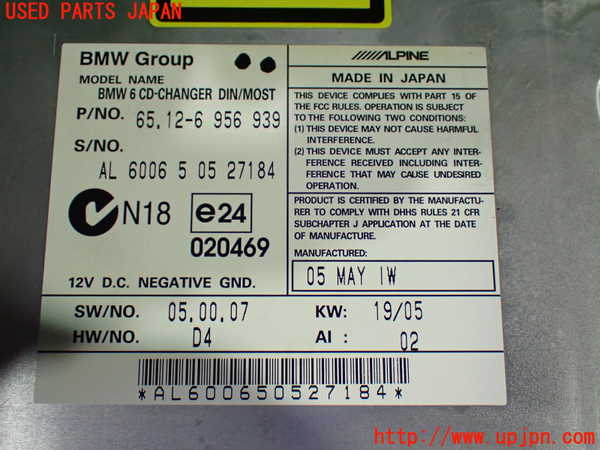 USED PARTS JAPAN
BMW Group
MODEL NAME
BMW 6 CD-CHANGER DIN/MOST
P/NO. 65.12-6 956 939
S/NO.
AL 6006 5 05 27184
N18 e24
020469
12V D.C. NEGATIVE GND.
ALPINE
MADE IN JAPAN
THIS DEVICE COMPLIES WITH PART 15 OF
THE FCC RULES. OPERATION IS SUBJECT
TO THE FOLLOWING TWO CONDITIONS:
(1) THIS DEVICE MAY NOT CAUSE HARMFUL
INTERFERENCE.
(2) THIS DEVICE MUST ACCEPT ANY INTER-
FERENCE RECEIVED INCLUDING INTER-
FERENCE THAT MAY CAUSE UNDESIRED
OPERATION.
PRODUCT IS CERTIFIED BY THE MANUFACTU-
RER TO COMPLY WITH DHHS RULES 21 CFR
SUBCHAPTER J APPLICATION AT THE DATE
OF MANUFACTURE.
MANUFACTURED:
05 MAY IW
SW/NO. 05.00.07 KW: 19/05
HW/NO. D4 AI: 02
*AL600650527184*
http://www.upjpn.com/